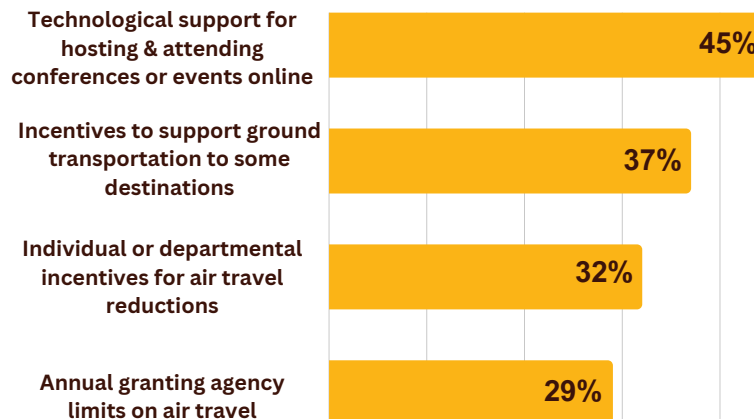 Technological support for
hosting & attending
conferences or events online
45%
Incentives to support ground
transportation to some
destinations
37%
Individual or departmental
incentives for air travel
reductions
32%
Annual granting agency
limits on air travel
29%